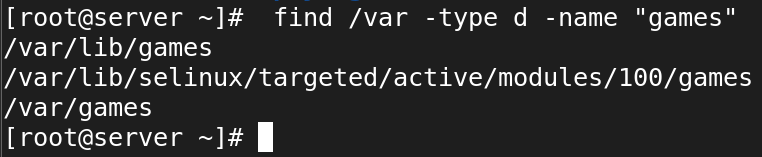 [root@server ~]#  find /var -type d -name "games"
/var/lib/games
/var/lib/selinux/targeted/active/modules/100/games
/var/games
[root@server ~]#